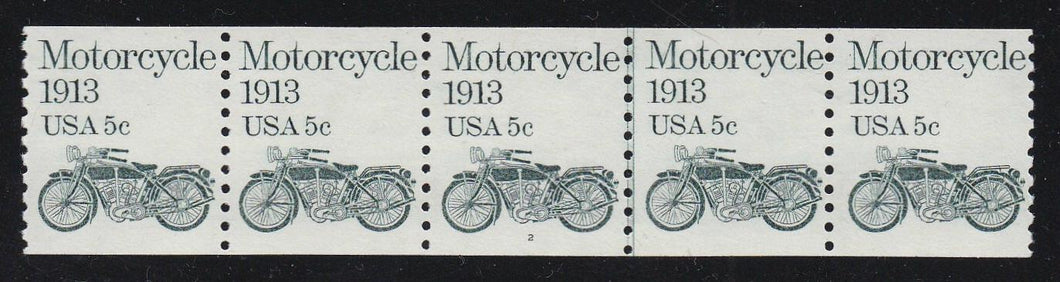 Motorcycle Motorcycle Motorcycle Motorcycle Motorcycle
1913 1913 1913 1913 1913
USA 5c USA 5c USA 5c USA 5c USA 5c
2